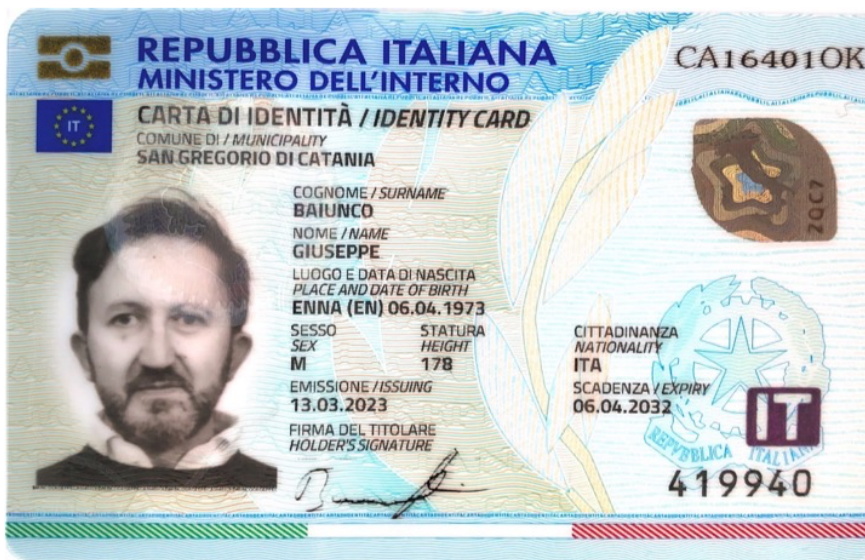 REPUBBLICA ITALIANA
MINISTERO DELL'INTERNO
CA16401OK
IT
CARTA DI IDENTITÀ / IDENTITY CARD
COMUNE DI / MUNICIPALITY
SAN GREGORIO DI CATANIA
COGNOME / SURNAME
BAIUNCO
NOME / NAME
GIUSEPPE
LUOGO E DATA DI NASCITA
PLACE AND DATE OF BIRTH
ENNA (EN) 06.04.1973
SESSO STATURA CITTADINANZA
SEX HEIGHT NATIONALITY
M 178 ITA
EMISSIONE / ISSUING SCADENZA / EXPIRY
13.03.2023 06.04.2032
FIRMA DEL TITOLARE
HOLDER'S SIGNATURE
ZQC7
IT
REPVBBLICA ITALIANA
419940